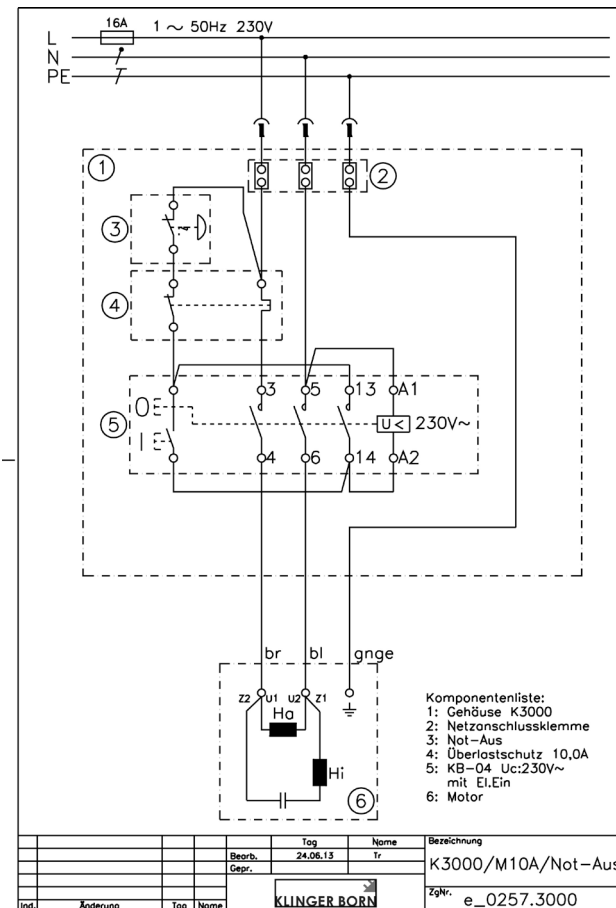 16A 1 ~ 50Hz 230V
L
N
PE
1
2
3
4
3 5 13 A1
O
5 U< 230V~
I
4 6 14 A2
br bl gnge
Z2 U1 U2 Z1
Ha
Hi
6
Komponentenliste:
1: Gehäuse K3000
2: Netzanschlussklemme
3: Not-Aus
4: Überlastschutz 10,0A
5: KB-04 Uc:230V~
mit El.Ein
6: Motor
Tag Name Bezeichnung
Bearb. 24.06.13 Tr
K3000/M10A/Not-Aus
Gepr.
KLINGER BORN
ZgNr. e_0257.3000
Ind. Änderung Tag Name